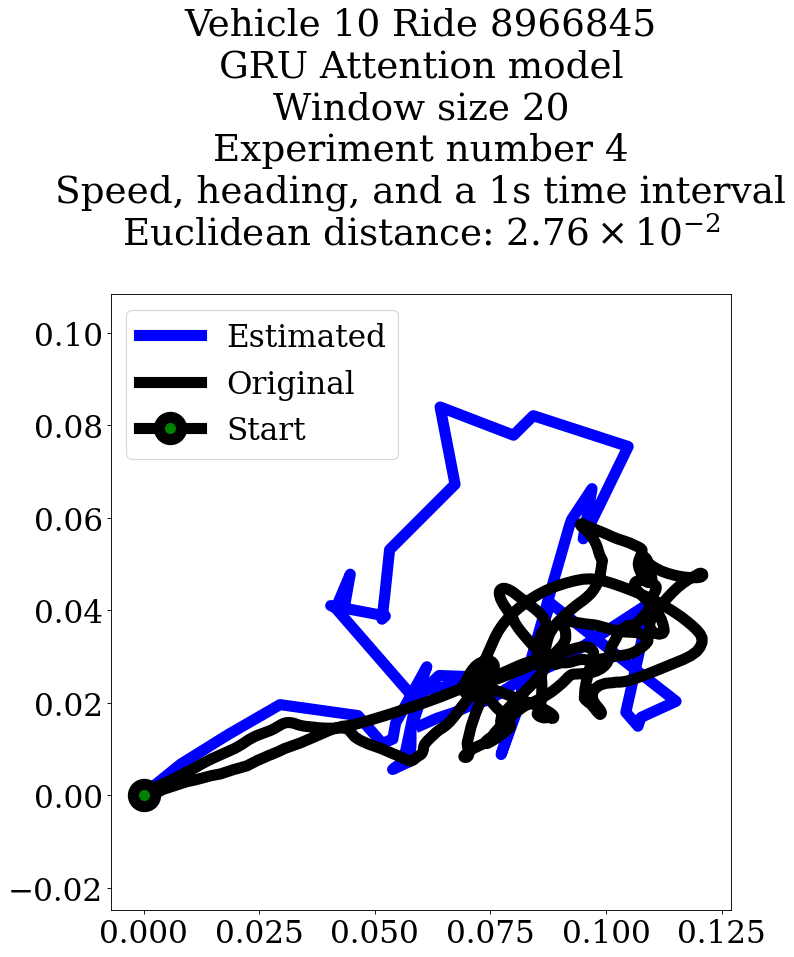 Vehicle 10 Ride 8966845
GRU Attention model
Window size 20
Experiment number 4
Speed, heading, and a 1s time interval
Euclidean distance: 2.76 × 10⁻²
Estimated
Original
Start
0.10
0.08
0.06
0.04
0.02
0.00
−0.02
0.000 0.025 0.050 0.075 0.100 0.125